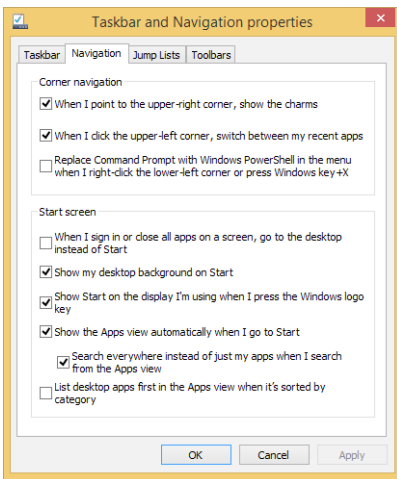 Taskbar and Navigation properties
Taskbar Navigation Jump Lists Toolbars
Corner navigation
When I point to the upper-right corner, show the charms
When I click the upper-left corner, switch between my recent apps
Replace Command Prompt with Windows PowerShell in the menu
when I right-click the lower-left corner or press Windows key+X
Start screen
When I sign in or close all apps on a screen, go to the desktop
instead of Start
Show my desktop background on Start
Show Start on the display I'm using when I press the Windows logo
key
Show the Apps view automatically when I go to Start
Search everywhere instead of just my apps when I search
from the Apps view
List desktop apps first in the Apps view when it's sorted by
category
OK Cancel Apply